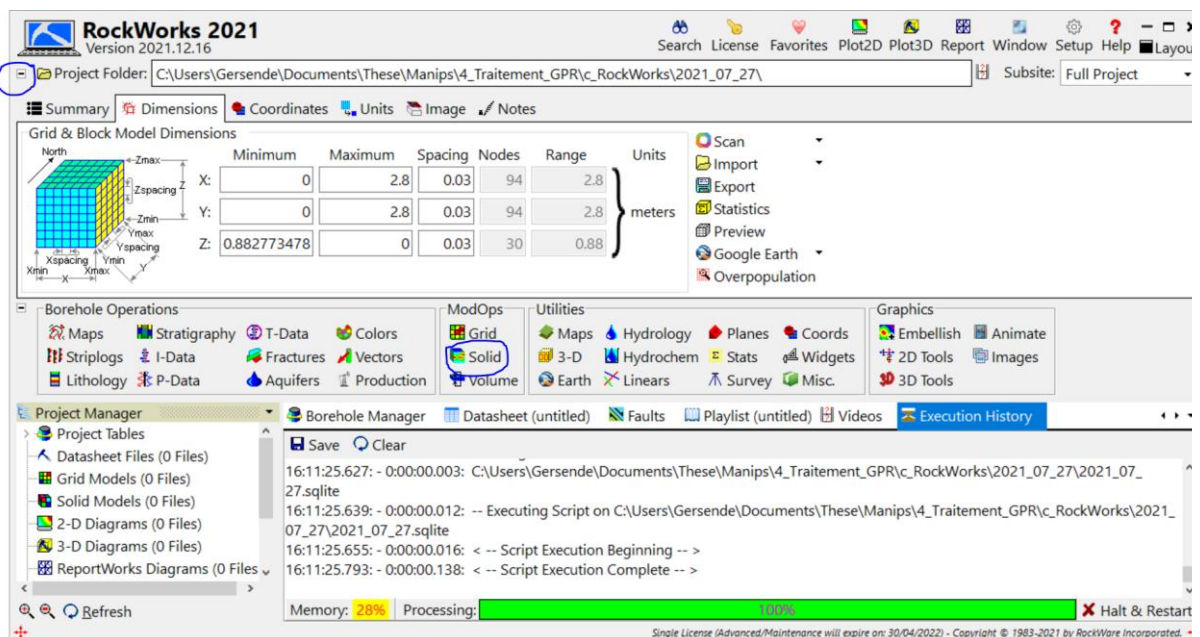 RockWorks 2021
Version 2021.12.16
Search License Favorites Plot2D Plot3D Report Window Setup Help Layou
Project Folder: C:\Users\Gersende\Documents\These\Manips\4_Traitement_GPR\c_RockWorks\2021_07_27\ Subsite: Full Project
Summary Dimensions Coordinates Units Image Notes
Grid & Block Model Dimensions
North Zmax Zspacing Z Zmin Ymax Yspacing Ymin Y Xspacing Xmin X Xmax
Minimum Maximum Spacing Nodes Range Units
X: 0 2.8 0.03 94 2.8
Y: 0 2.8 0.03 94 2.8 meters
Z: 0.882773478 0 0.03 30 0.88
Scan
Import
Export
Statistics
Preview
Google Earth
Overpopulation
Borehole Operations ModOps Utilities Graphics
Maps Stratigraphy T-Data Colors Grid Maps Hydrology Planes Coords Embellish Animate
Striplogs I-Data Fractures Vectors Solid 3-D Hydrochem Stats Widgets 2D Tools Images
Lithology P-Data Aquifers Production Volume Earth Linears Survey Misc. 3D Tools
Project Manager
Project Tables
Datasheet Files (0 Files)
Grid Models (0 Files)
Solid Models (0 Files)
2-D Diagrams (0 Files)
3-D Diagrams (0 Files)
ReportWorks Diagrams (0 Files
Refresh
Borehole Manager Datasheet (untitled) Faults Playlist (untitled) Videos Execution History
Save Clear
16:11:25.627: - 0:00:00.003: C:\Users\Gersende\Documents\These\Manips\4_Traitement_GPR\c_RockWorks\2021_07_27\2021_07_
27.sqlite
16:11:25.639: - 0:00:00.012: -- Executing Script on C:\Users\Gersende\Documents\These\Manips\4_Traitement_GPR\c_RockWorks\2021_
07_27\2021_07_27.sqlite
16:11:25.655: - 0:00:00.016: < -- Script Execution Beginning -- >
16:11:25.793: - 0:00:00.138: < -- Script Execution Complete -- >
Memory: 28% Processing: 100% Halt & Restart
Single License (Advanced/Maintenance will expire on: 30/04/2022) - Copyright © 1983-2021 by RockWare Incorporated.